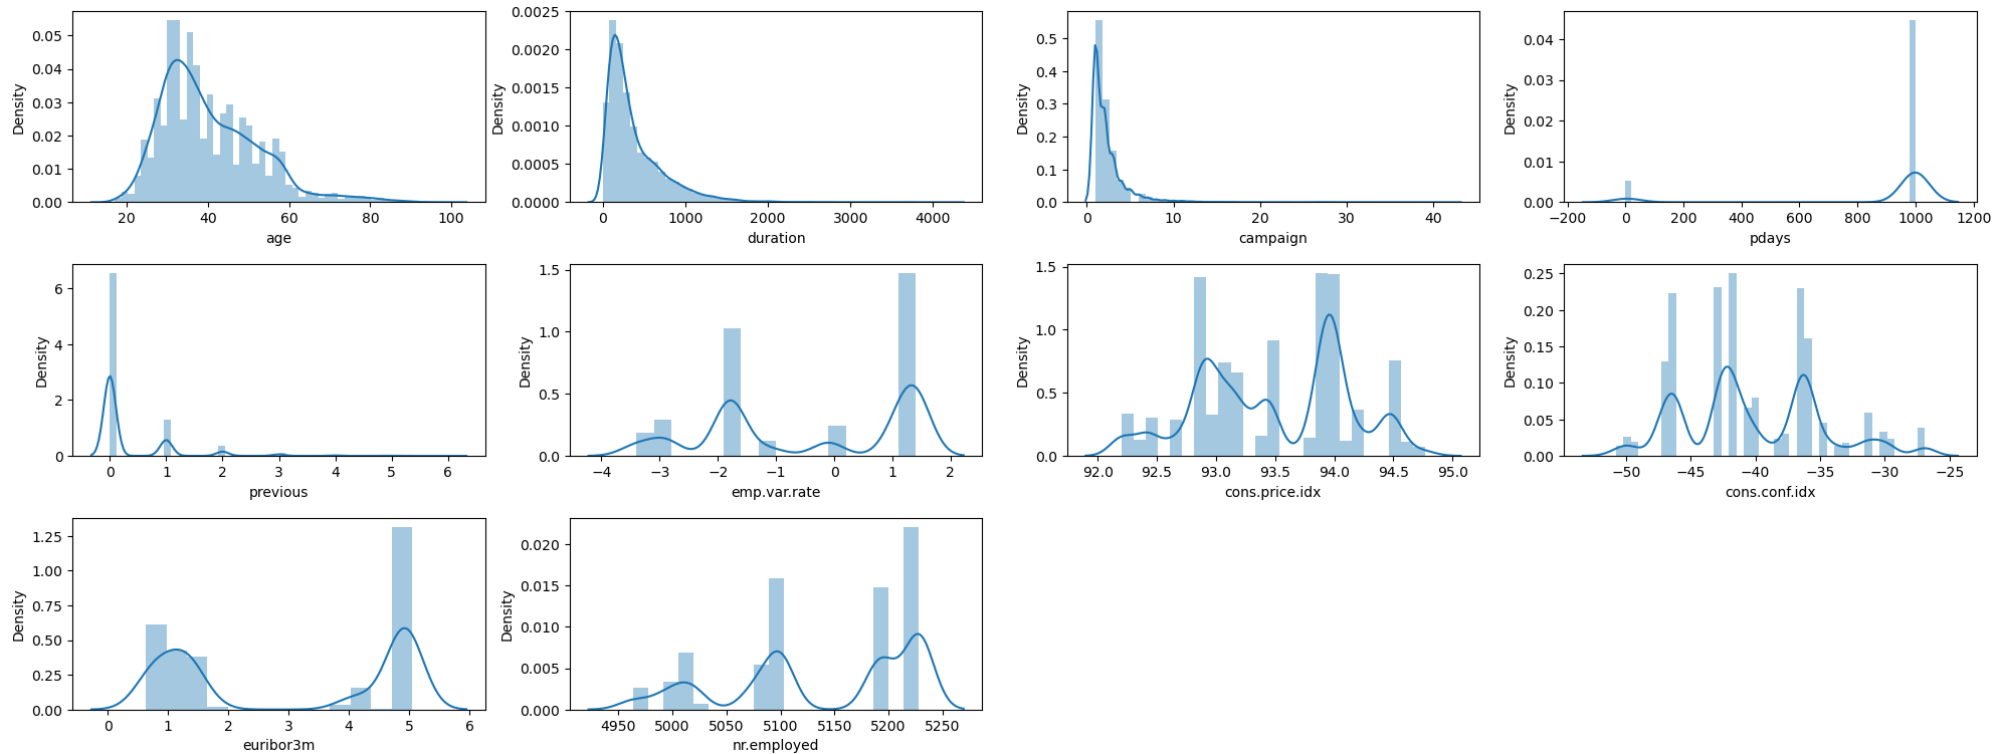 0.05
0.04
0.03
0.02
0.01
0.00
Density
20 40 60 80 100
age
0.0025
0.0020
0.0015
0.0010
0.0005
0.0000
Density
0 1000 2000 3000 4000
duration
0.5
0.4
0.3
0.2
0.1
0.0
Density
0 10 20 30 40
campaign
0.04
0.03
0.02
0.01
0.00
Density
−200 0 200 400 600 800 1000 1200
pdays
6
4
2
0
Density
0 1 2 3 4 5 6
previous
1.5
1.0
0.5
0.0
Density
−4 −3 −2 −1 0 1 2
emp.var.rate
1.5
1.0
0.5
0.0
Density
92.0 92.5 93.0 93.5 94.0 94.5 95.0
cons.price.idx
0.25
0.20
0.15
0.10
0.05
0.00
Density
−50 −45 −40 −35 −30 −25
cons.conf.idx
1.25
1.00
0.75
0.50
0.25
0.00
Density
0 1 2 3 4 5 6
euribor3m
0.020
0.015
0.010
0.005
0.000
Density
4950 5000 5050 5100 5150 5200 5250
nr.employed